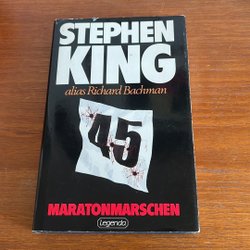 STEPHEN
KING
alias Richard Bachman
45
MARATONMARSCHEN
Legenda